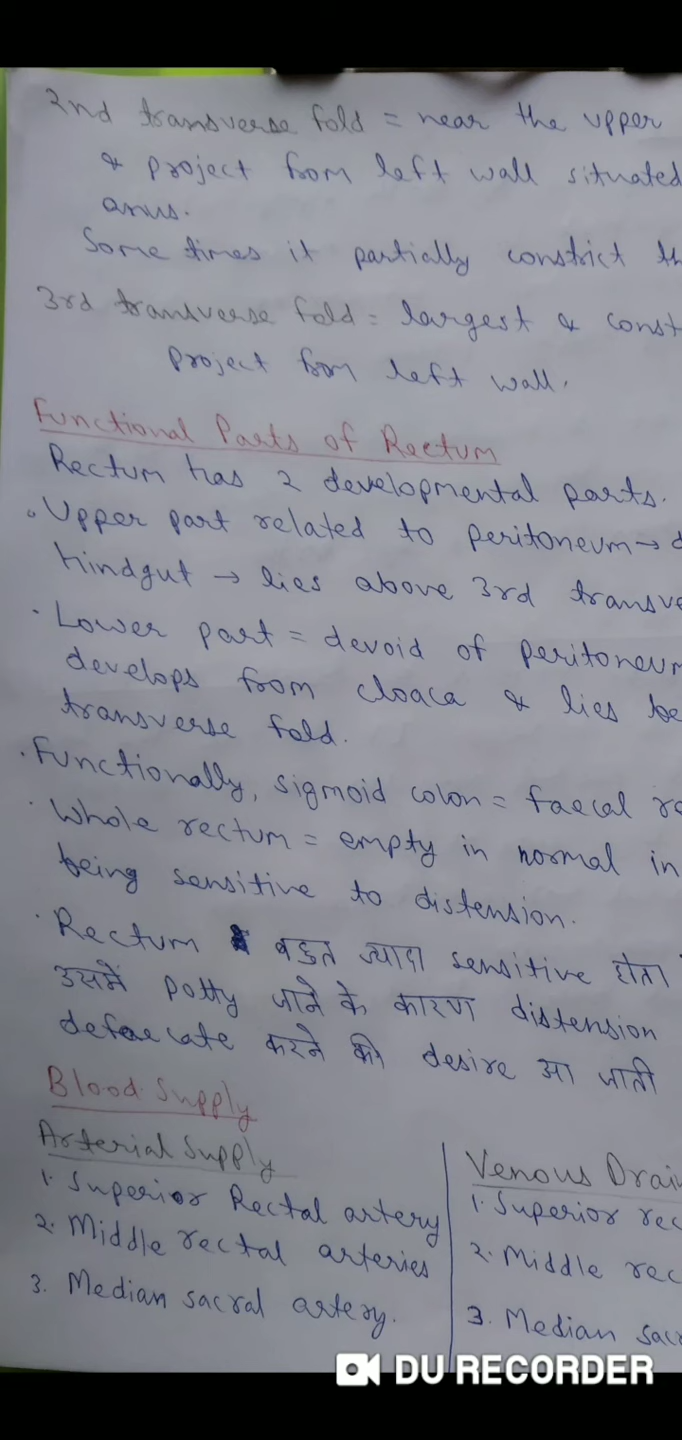 2nd transverse fold = near the upper
& project from left wall situated
anus.
Some times it partially constrict th
3rd transverse fold = largest & const
project from left wall.
Functional Parts of Rectum
Rectum has 2 developmental parts.
• Upper part related to peritoneum → d
hindgut → lies above 3rd transve
• Lower part = devoid of peritoneum
develops from cloaca & lies be
transverse fold.
• Functionally, sigmoid colon = faecal re
• Whole rectum = empty in normal in
being sensitive to distension.
• Rectum बहुत ज्यादा sensitive होता
उसमें potty जाने के कारण distension
defaecate करने की desire आ जाती
Blood Supply
Arterial Supply
1. Superior Rectal artery
2. Middle rectal arteries
3. Median sacral artery.
Venous Drai
1. Superior rec
2. Middle rec
3. Median sacr
DU RECORDER